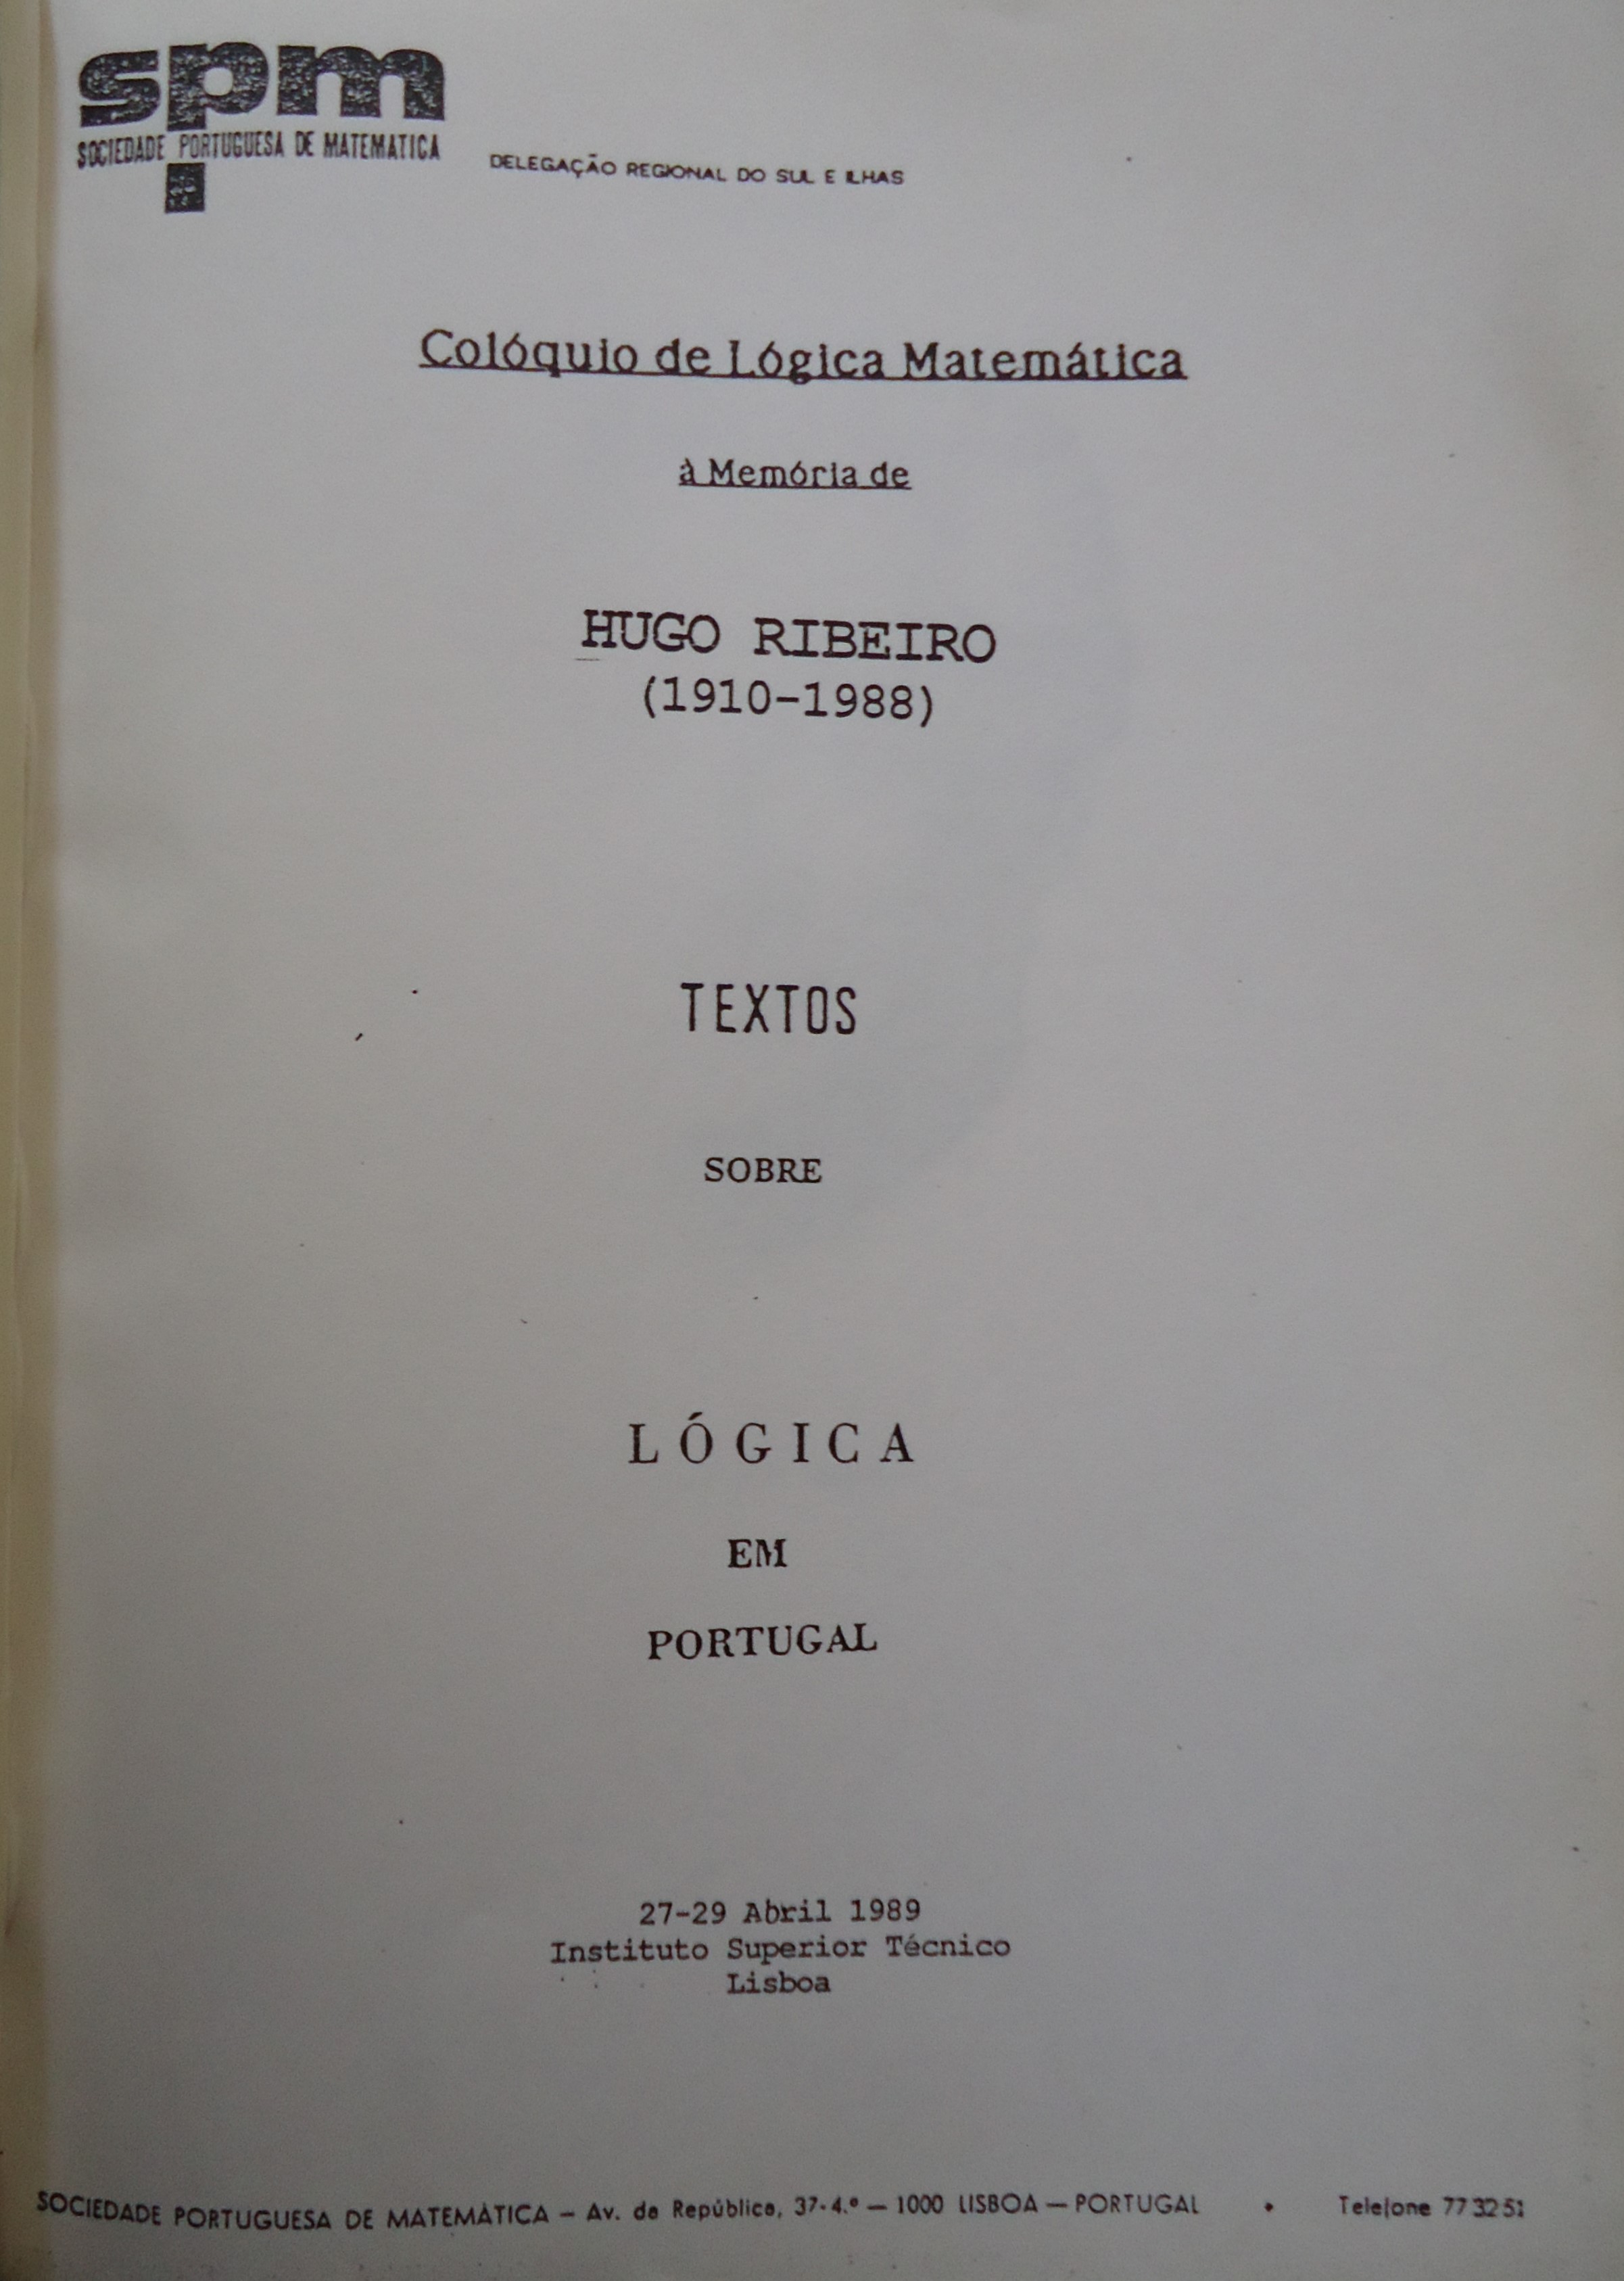 spm
SOCIEDADE PORTUGUESA DE MATEMATICA
DELEGAÇÃO REGIONAL DO SUL E ILHAS
Colóquio de Lógica Matemática
à Memória de
HUGO RIBEIRO
(1910-1988)
TEXTOS
SOBRE
LÓGICA
EM
PORTUGAL
27-29 Abril 1989
Instituto Superior Técnico
Lisboa
SOCIEDADE PORTUGUESA DE MATEMÁTICA — Av. da República, 37-4.º — 1000 LISBOA — PORTUGAL • Telefone 77 32 51